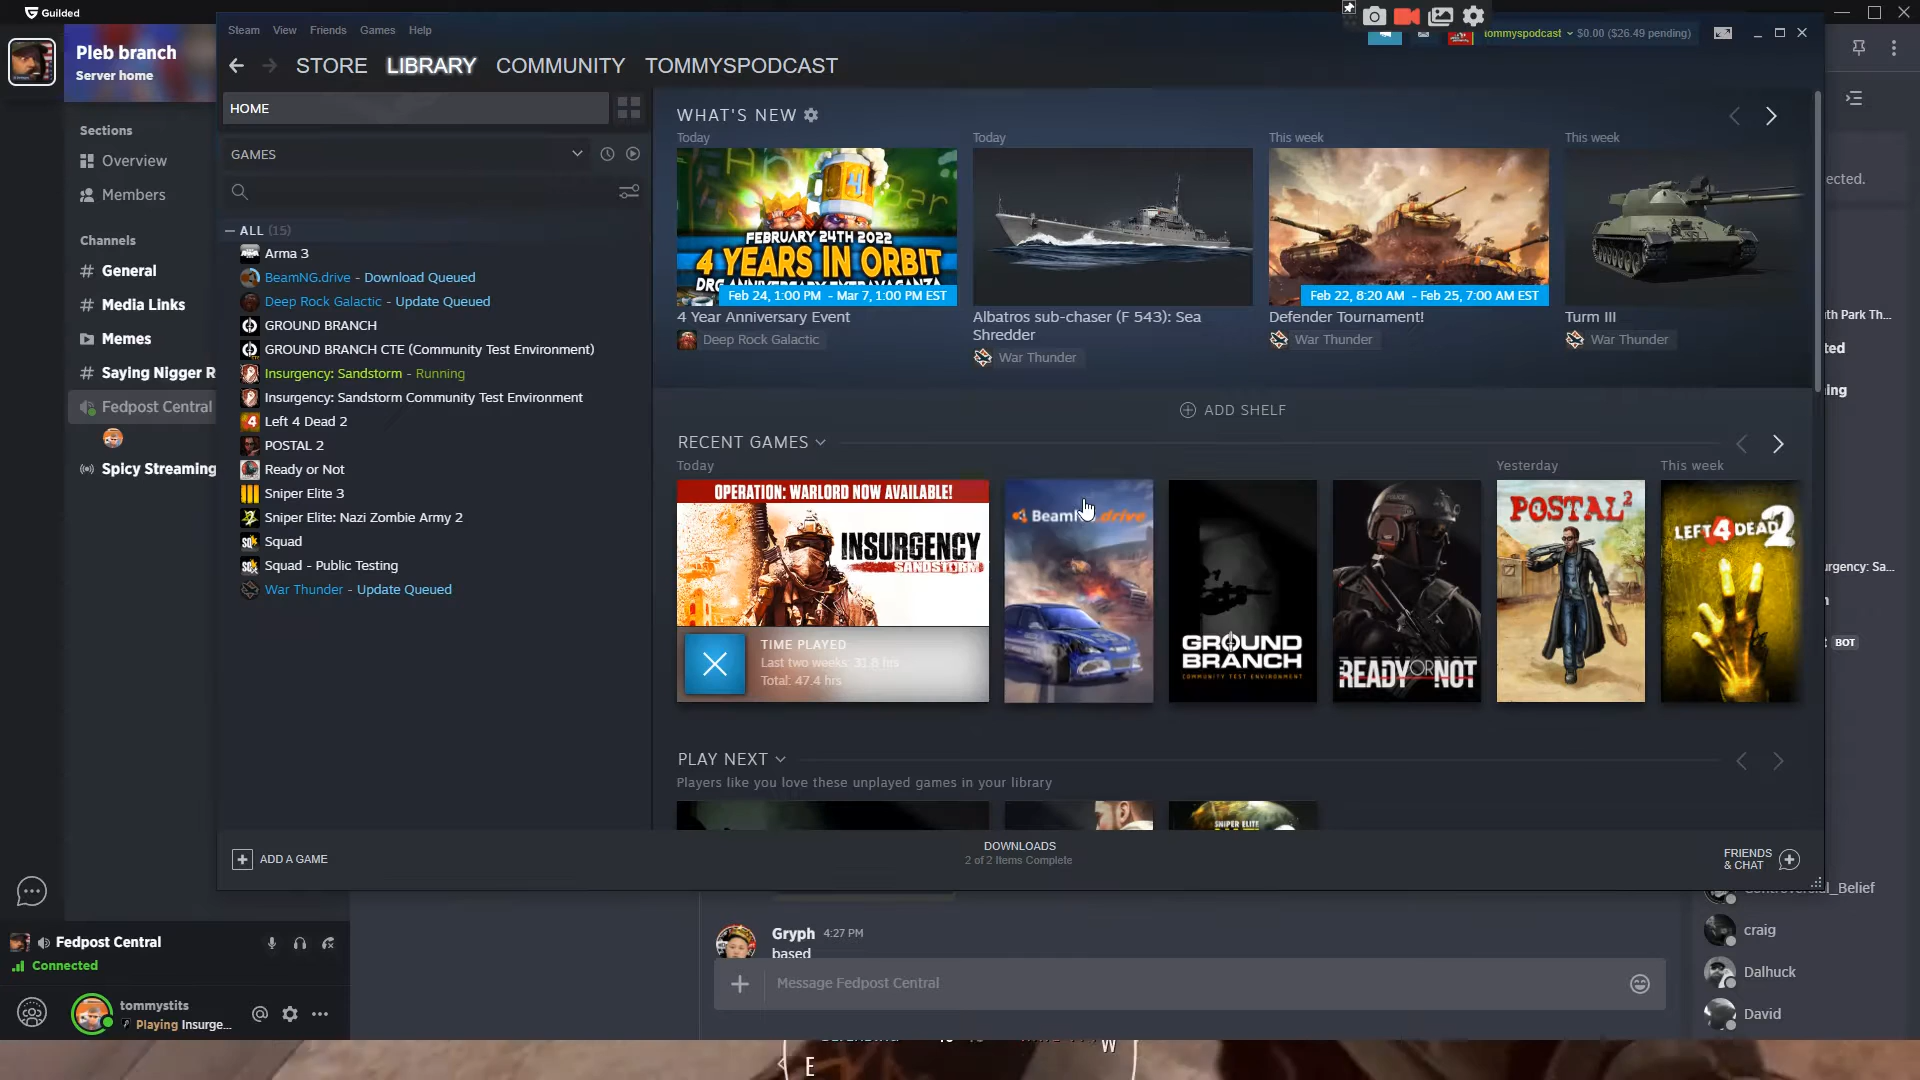 Guilded
Pleb branch
Server home
Sections
Overview
Members
Channels
General
Media Links
Memes
Saying Nigger R
Fedpost Central
Spicy Streaming
Fedpost Central
Connected
tommystits
Playing Insurge...
Steam View Friends Games Help
tommyspodcast $0.00 ($26.49 pending)
STORE LIBRARY COMMUNITY TOMMYSPODCAST
HOME
GAMES
ALL (15)
Arma 3
BeamNG.drive - Download Queued
Deep Rock Galactic - Update Queued
GROUND BRANCH
GROUND BRANCH CTE (Community Test Environment)
Insurgency: Sandstorm - Running
Insurgency: Sandstorm Community Test Environment
Left 4 Dead 2
POSTAL 2
Ready or Not
Sniper Elite 3
Sniper Elite: Nazi Zombie Army 2
Squad
Squad - Public Testing
War Thunder - Update Queued
WHAT'S NEW
Today
FEBRUARY 24TH 2022
4 YEARS IN ORBIT
Feb 24, 1:00 PM - Mar 7, 1:00 PM EST
4 Year Anniversary Event
Deep Rock Galactic
Today
Albatros sub-chaser (F 543): Sea
Shredder
War Thunder
This week
Feb 22, 8:20 AM - Feb 25, 7:00 AM EST
Defender Tournament!
War Thunder
This week
Turm III
War Thunder
ADD SHELF
RECENT GAMES
Today
OPERATION: WARLORD NOW AVAILABLE!
INSURGENCY
SANDSTORM
TIME PLAYED
Last two weeks: 31.8 hrs
Total: 47.4 hrs
GROUND
BRANCH
COMMUNITY TEST ENVIRONMENT
READY OR NOT
Yesterday
POSTAL 2
This week
LEFT 4 DEAD 2
PLAY NEXT
Players like you love these unplayed games in your library
SNIPER ELITE
ADD A GAME
DOWNLOADS
2 of 2 Items Complete
FRIENDS
& CHAT
ected.
th Park Th...
ted
ing
urgency: Sa...
BOT
_Belief
craig
Dalhuck
David
Gryph 4:27 PM
based
Message Fedpost Central
E
W